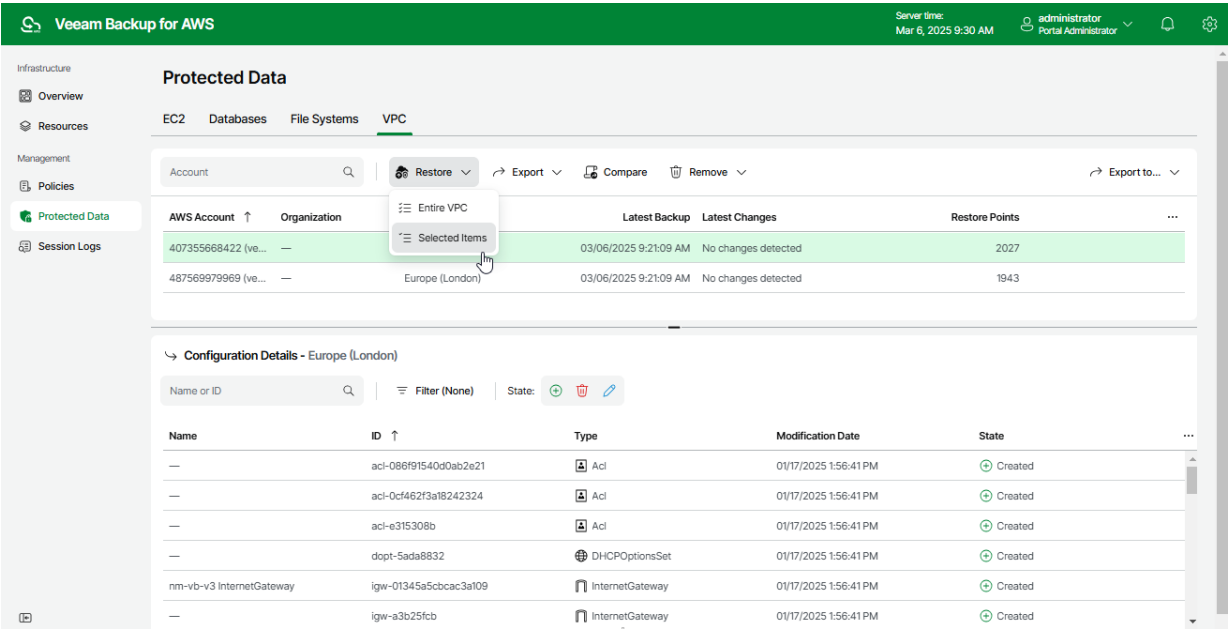 Veeam Backup for AWS
Server time:
Mar 6, 2025 9:30 AM
administrator
Portal Administrator
Infrastructure
Overview
Resources
Management
Policies
Protected Data
Session Logs
Protected Data
EC2 Databases File Systems VPC
Account Restore Export Compare Remove Export to...
Entire VPC
Selected Items
AWS Account ↑ Organization Latest Backup Latest Changes Restore Points ...
407355668422 (ve... — 03/06/2025 9:21:09 AM No changes detected 2027
487569979969 (ve... — Europe (London) 03/06/2025 9:21:09 AM No changes detected 1943
Configuration Details - Europe (London)
Name or ID Filter (None) State:
Name ID ↑ Type Modification Date State ...
— acl-086f91540d0ab2e21 Acl 01/17/2025 1:56:41 PM Created
— acl-0cf462f3a18242324 Acl 01/17/2025 1:56:41 PM Created
— acl-e315308b Acl 01/17/2025 1:56:41 PM Created
— dopt-5ada8832 DHCPOptionsSet 01/17/2025 1:56:41 PM Created
nm-vb-v3 InternetGateway igw-01345a5cbcac3a109 InternetGateway 01/17/2025 1:56:41 PM Created
— igw-a3b25fcb InternetGateway 01/17/2025 1:56:41 PM Created